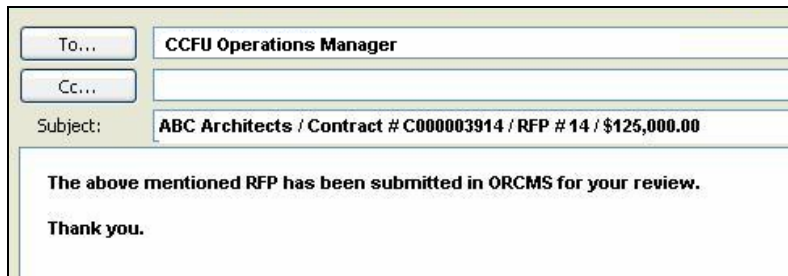 To... CCFU Operations Manager
Cc...
Subject: ABC Architects / Contract # C000003914 / RFP # 14 / $125,000.00
The above mentioned RFP has been submitted in ORCMS for your review.
Thank you.